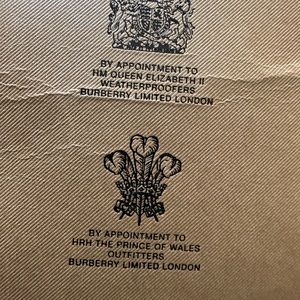 BY APPOINTMENT TO
HM QUEEN ELIZABETH II
WEATHERPROOFERS
BURBERRY LIMITED LONDON
BY APPOINTMENT TO
HRH THE PRINCE OF WALES
OUTFITTERS
BURBERRY LIMITED LONDON